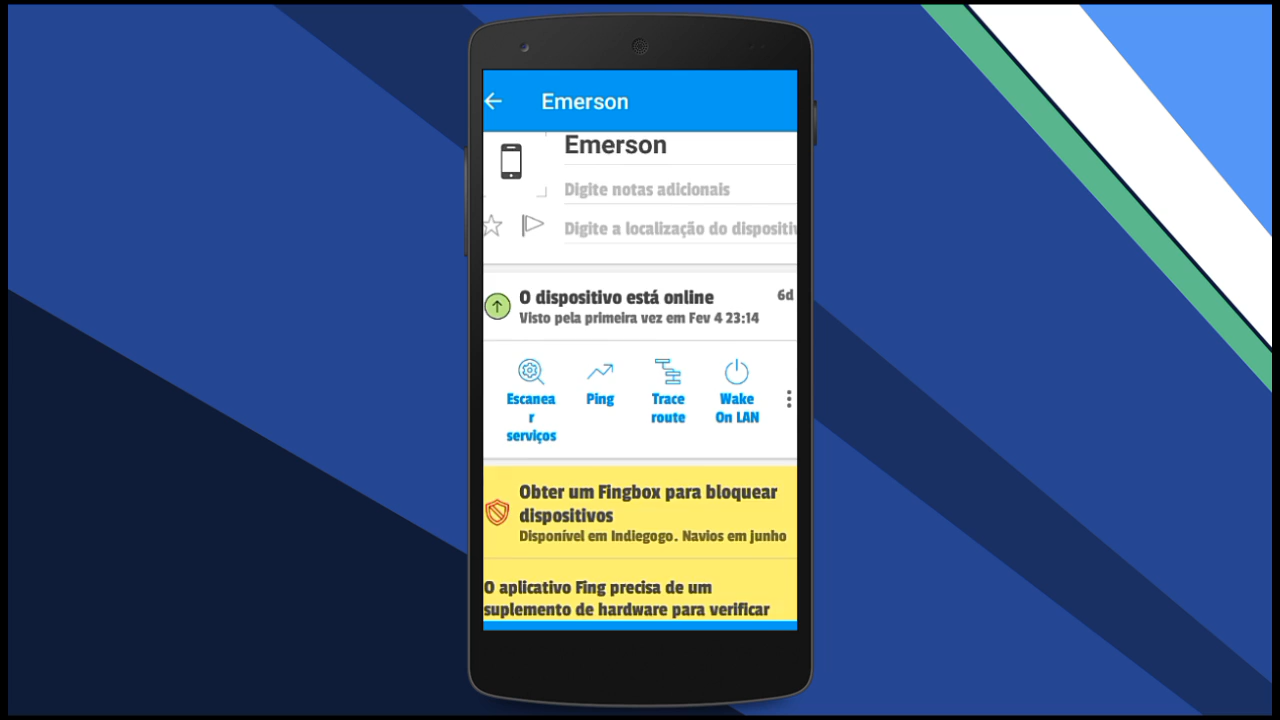 Emerson
Emerson
Digite notas adicionais
Digite a localização do dispositiv
O dispositivo está online
6d
Visto pela primeira vez em Fev 4 23:14
Escanea
r
serviços
Ping
Trace
route
Wake
On LAN
Obter um Fingbox para bloquear
dispositivos
Disponível em Indiegogo. Navios em junho
O aplicativo Fing precisa de um
suplemento de hardware para verificar